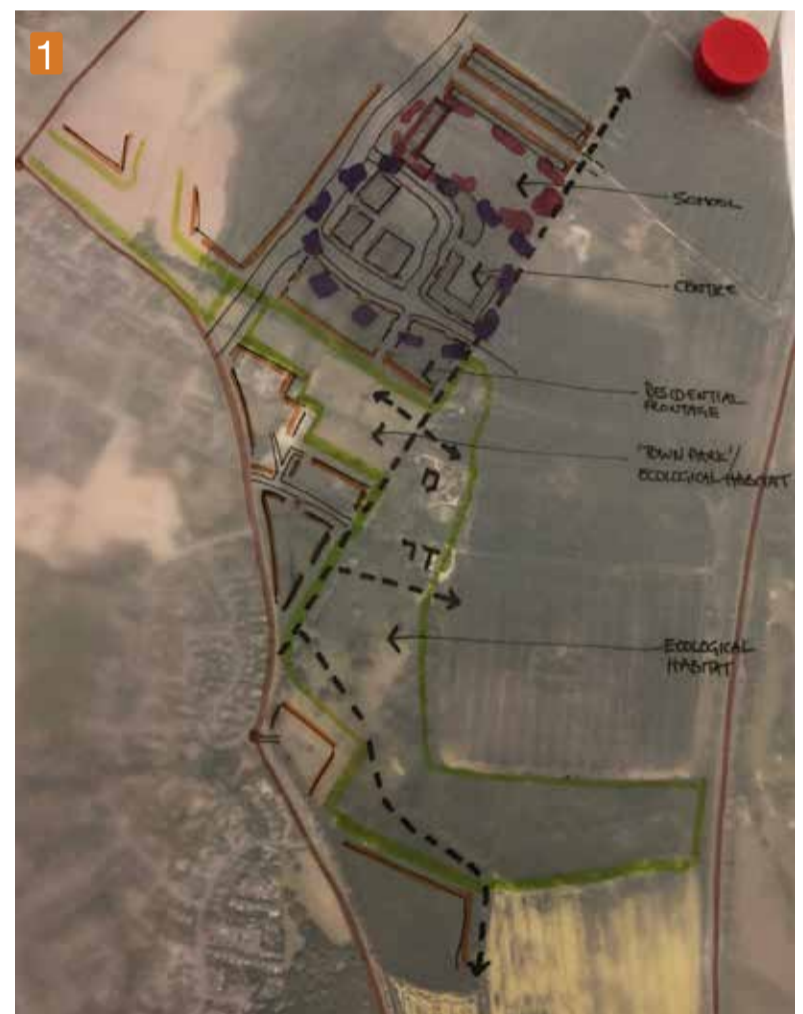 1
SCHOOL
CENTRE
RESIDENTIAL
FRONTAGE
'TOWN PARK'/
ECOLOGICAL HABITAT
ECOLOGICAL
HABITAT